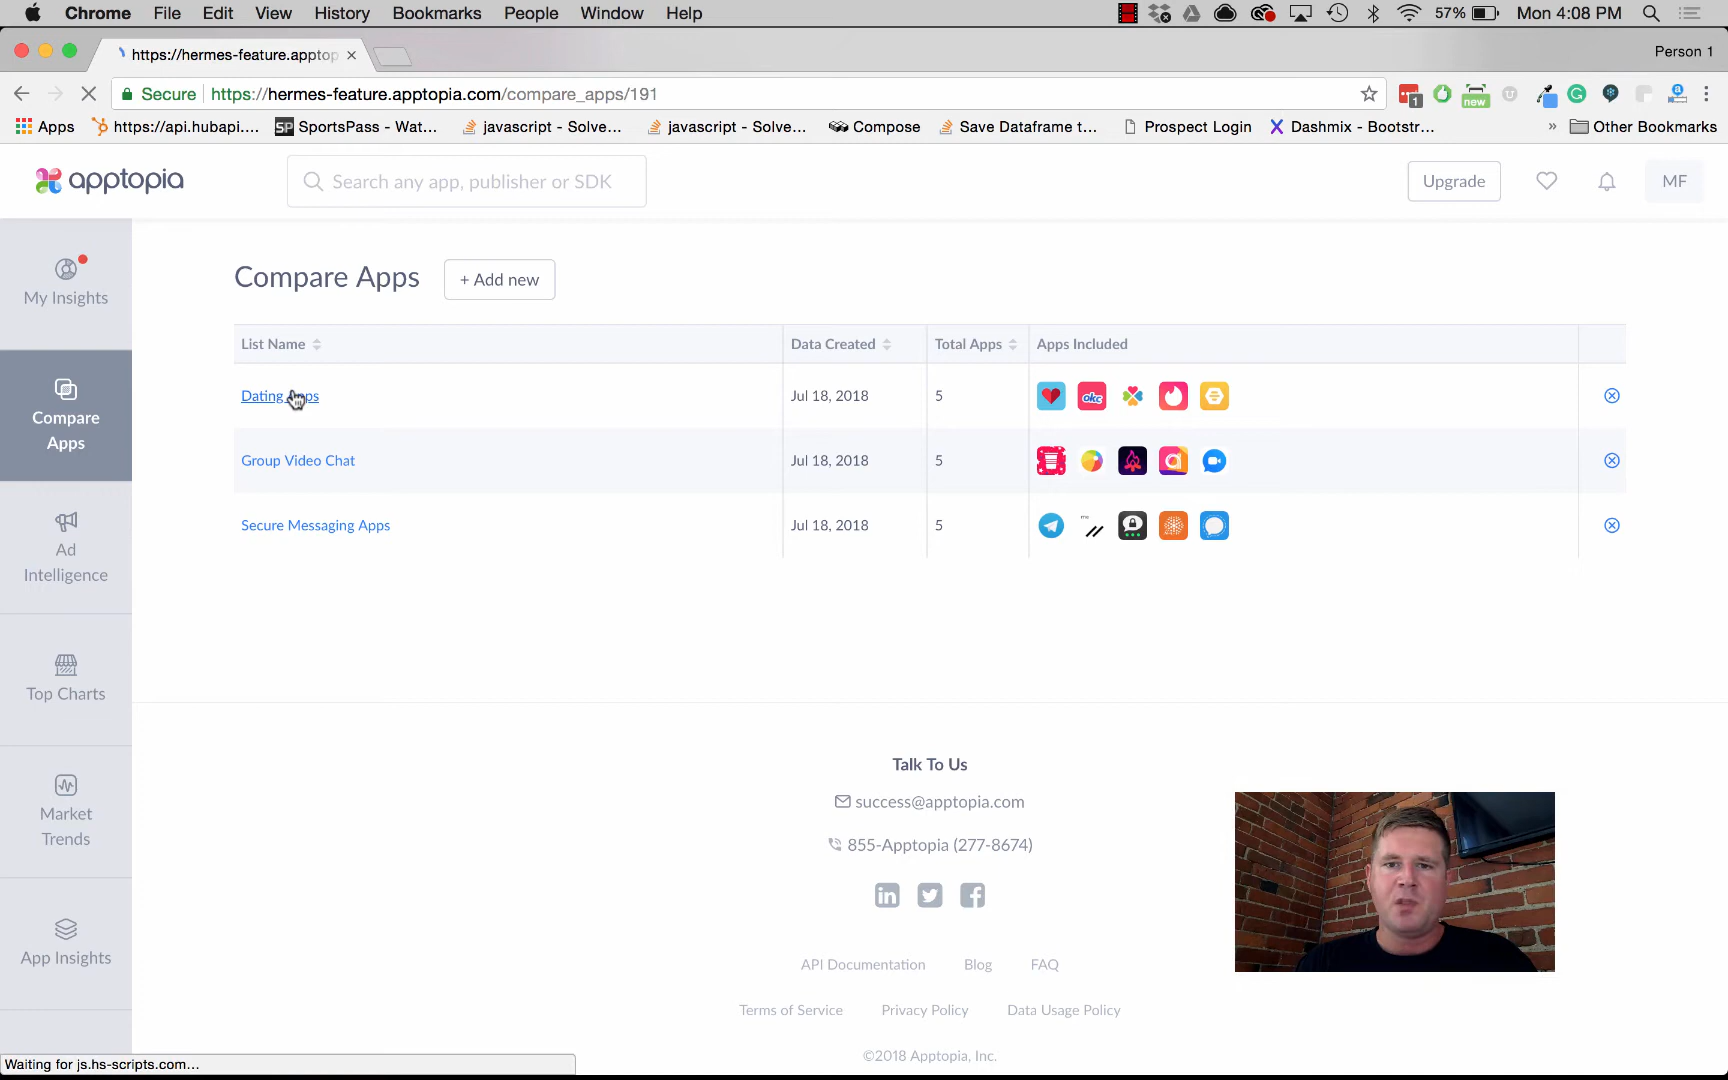 Chrome File Edit View History Bookmarks People Window Help 57% Mon 4:08 PM
https://hermes-feature.apptop Person 1
Secure https://hermes-feature.apptopia.com/compare_apps/191 1 new
Apps https://api.hubapi.... SP SportsPass - Wat... javascript - Solve... javascript - Solve... Compose Save Dataframe t... Prospect Login Dashmix - Bootstr... » Other Bookmarks
apptopia Search any app, publisher or SDK Upgrade MF
My Insights
Compare
Apps
Ad
Intelligence
Top Charts
Market
Trends
App Insights
Compare Apps + Add new
List Name Data Created Total Apps Apps Included
Dating Apps Jul 18, 2018 5 okc
Group Video Chat Jul 18, 2018 5
Secure Messaging Apps Jul 18, 2018 5 me
Talk To Us
success@apptopia.com
855-Apptopia (277-8674)
in
API Documentation Blog FAQ
Terms of Service Privacy Policy Data Usage Policy
©2018 Apptopia, Inc.
Waiting for js.hs-scripts.com...